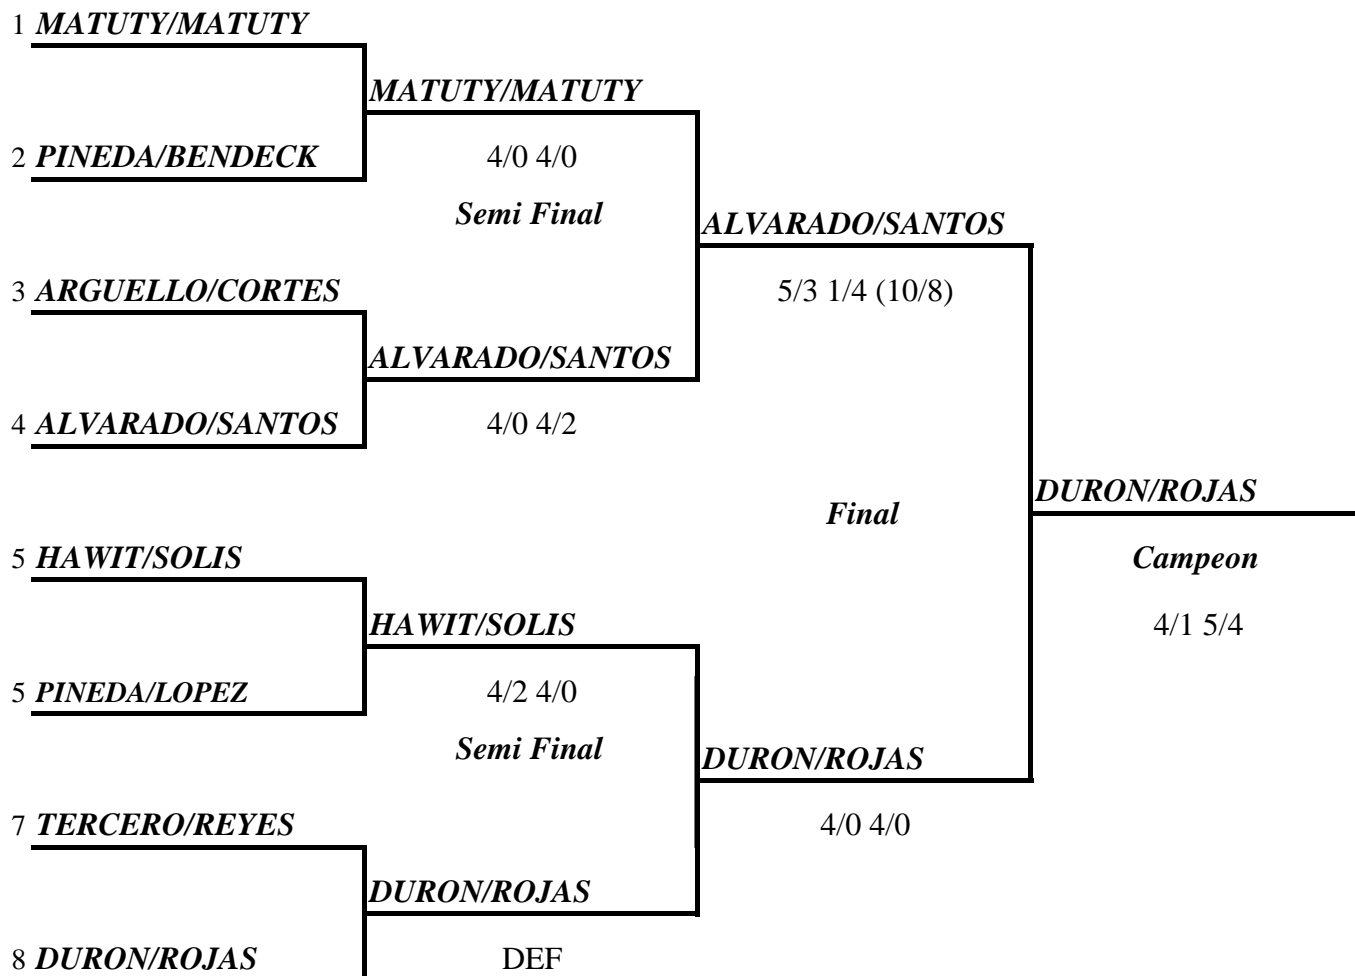 1 MATUTY/MATUTY
MATUTY/MATUTY
2 PINEDA/BENDECK
4/0 4/0
Semi Final
ALVARADO/SANTOS
3 ARGUELLO/CORTES
5/3 1/4 (10/8)
ALVARADO/SANTOS
4 ALVARADO/SANTOS
4/0 4/2
DURON/ROJAS
Final
5 HAWIT/SOLIS
Campeon
HAWIT/SOLIS
4/1 5/4
5 PINEDA/LOPEZ
4/2 4/0
Semi Final
DURON/ROJAS
7 TERCERO/REYES
4/0 4/0
DURON/ROJAS
8 DURON/ROJAS
DEF